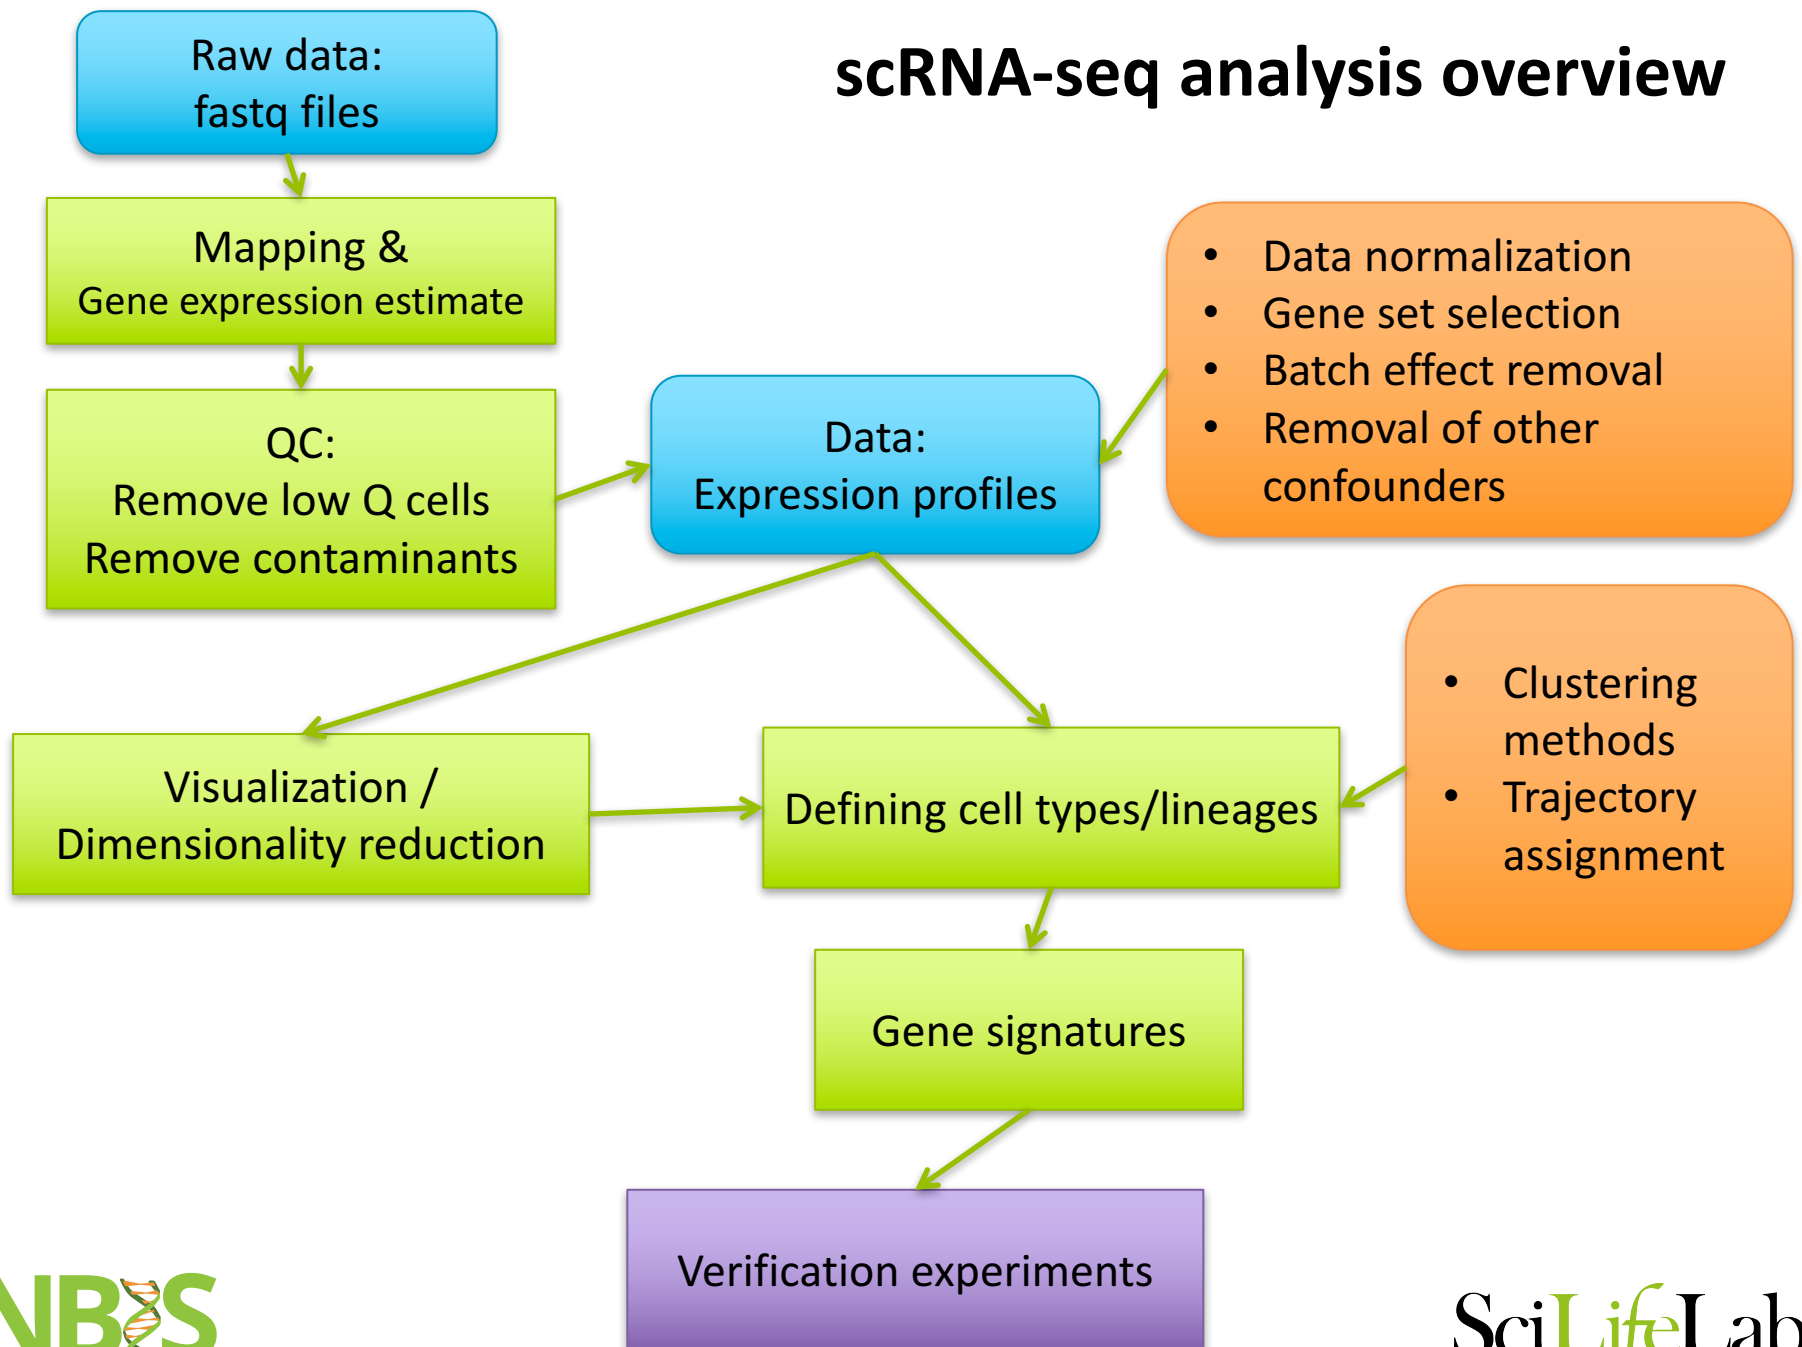 scRNA-seq analysis overview
Raw data:
fastq files
Mapping &
Gene expression estimate
QC:
Remove low Q cells
Remove contaminants
Data:
Expression profiles
• Data normalization
• Gene set selection
• Batch effect removal
• Removal of other
confounders
Visualization /
Dimensionality reduction
Defining cell types/lineages
• Clustering
methods
• Trajectory
assignment
Gene signatures
Verification experiments
NBIS
SciLifeLab